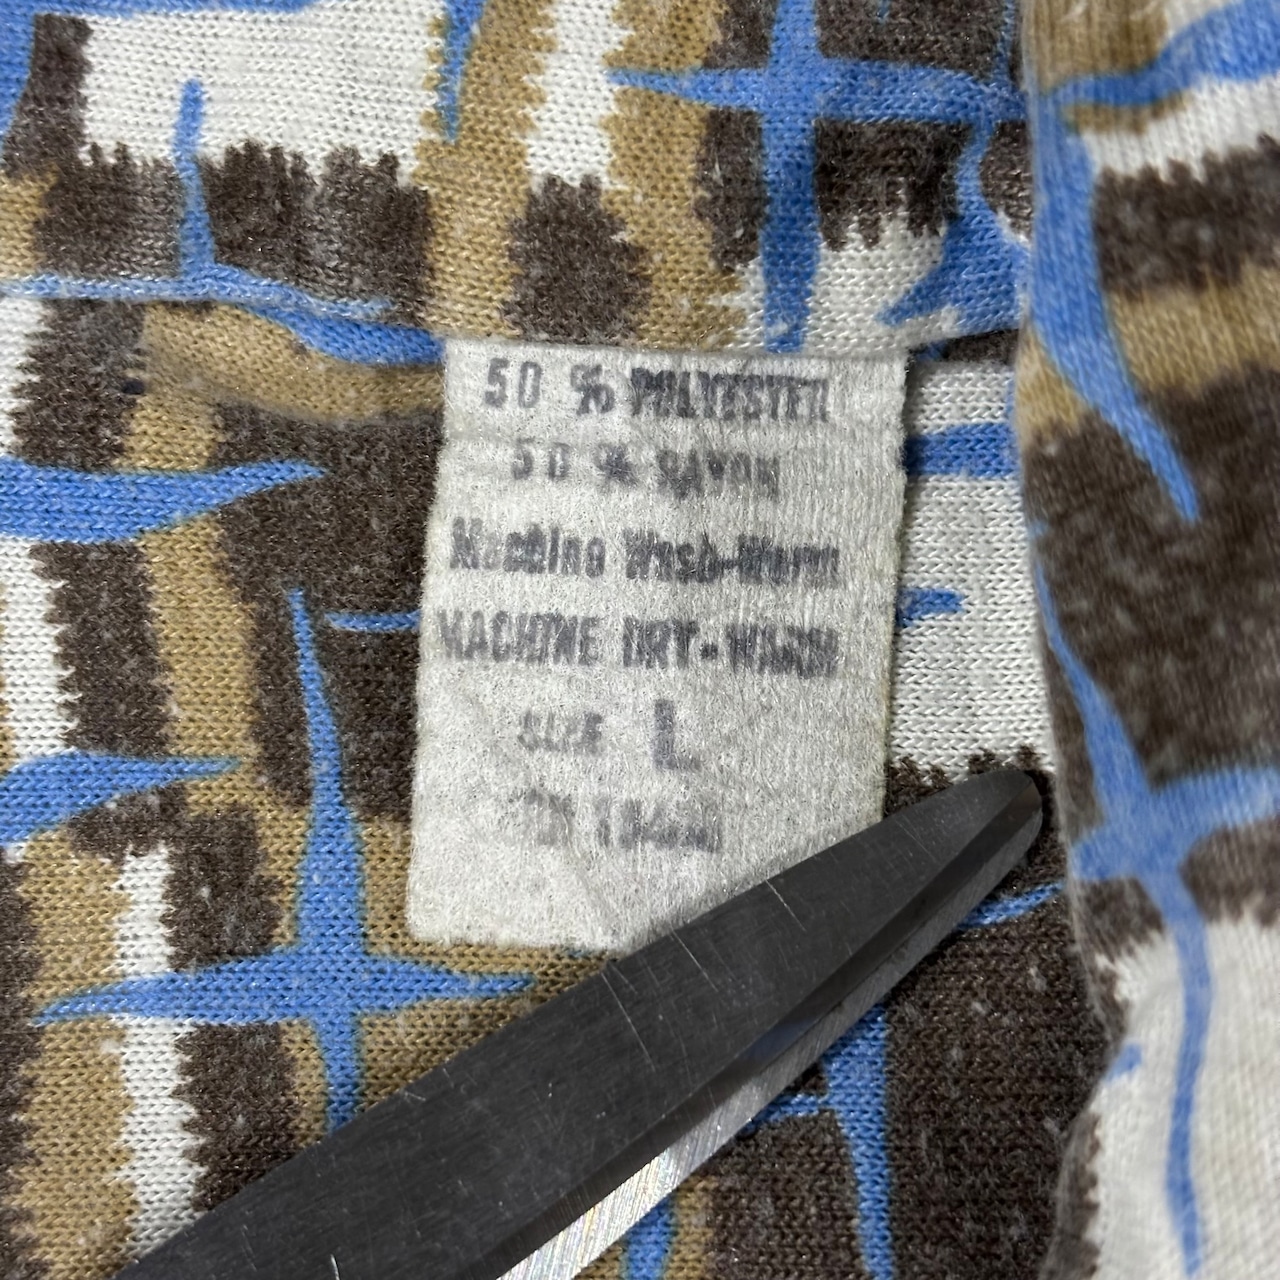 50 % POLYESTER
50 % RAYON
Machine Wash-Warm
MACHINE DRY-WARM
SIZE L